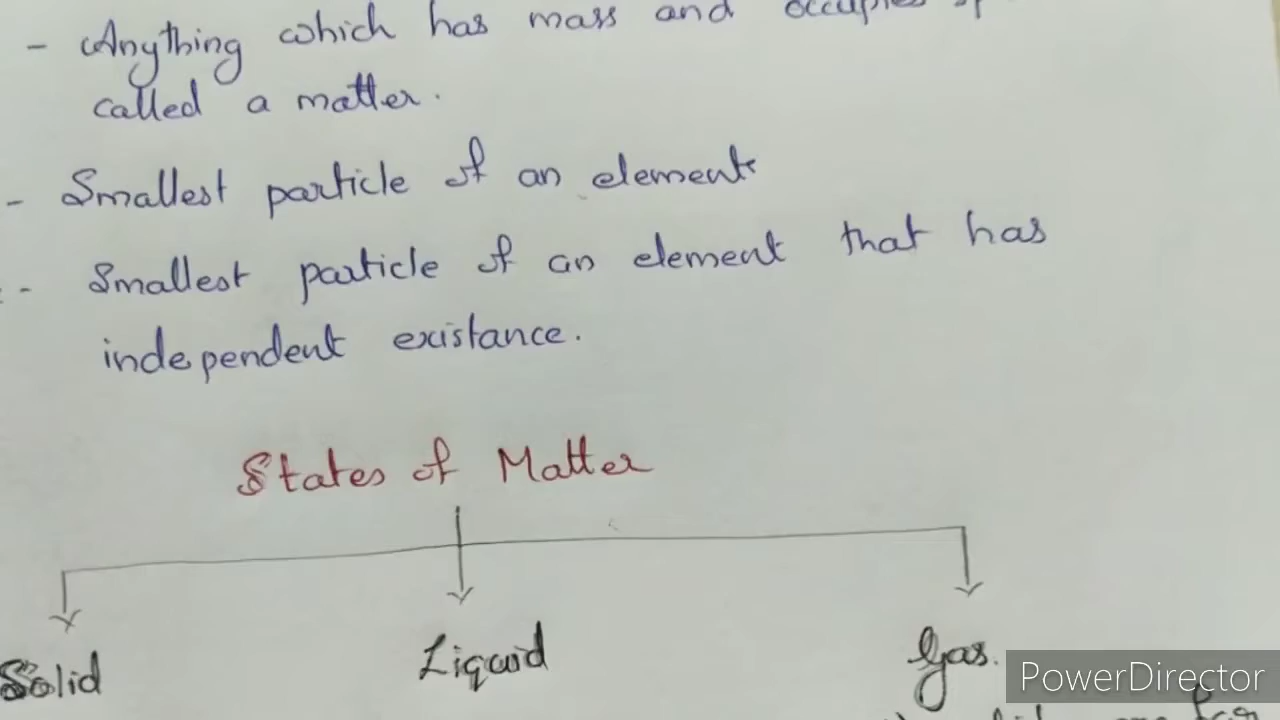 - Anything which has mass and occupies
called a matter.
- Smallest particle of an element
- Smallest particle of an element that has
independent existance.
States of Matter
Solid Liquid Gas.
PowerDirector